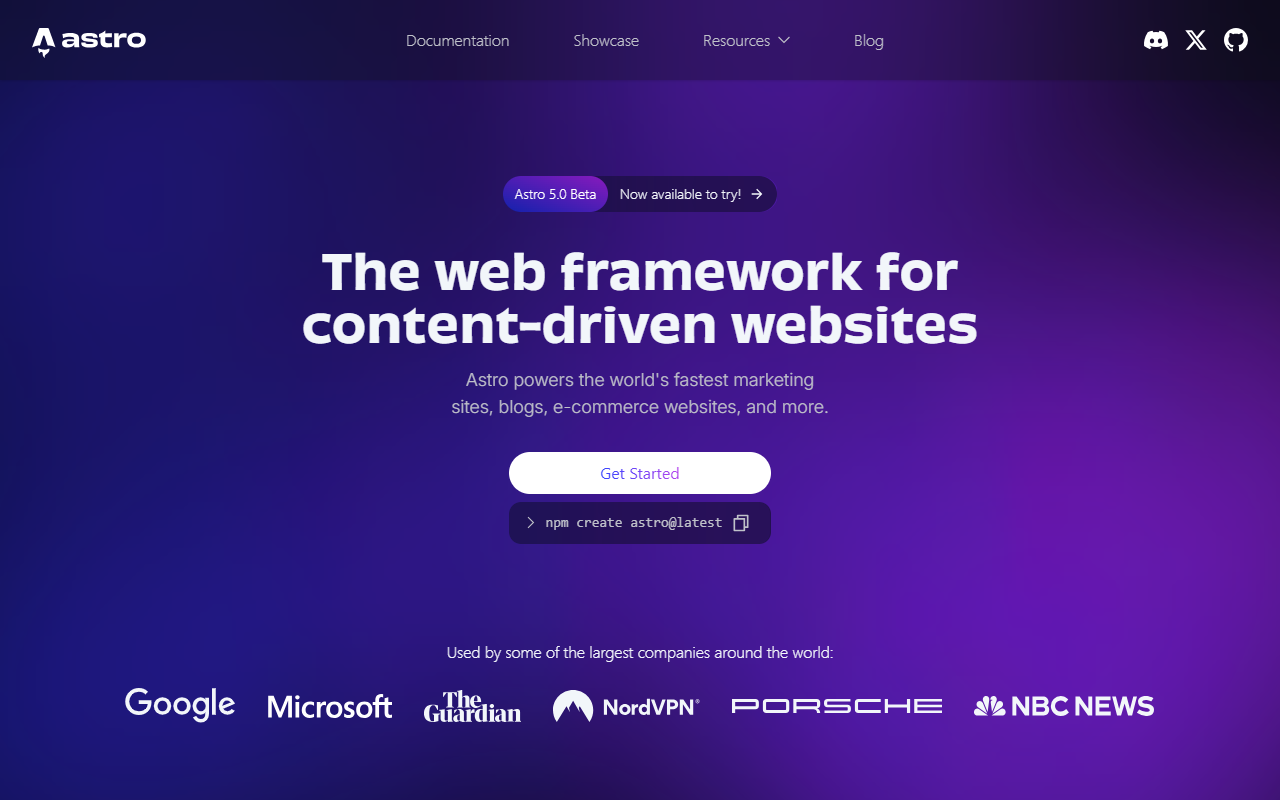 astro
Documentation
Showcase
Resources
Blog
Astro 5.0 Beta
Now available to try!
The web framework for
content-driven websites
Astro powers the world's fastest marketing
sites, blogs, e-commerce websites, and more.
Get Started
npm create astro@latest
Used by some of the largest companies around the world:
Google
Microsoft
The
Guardian
NordVPN®
PORSCHE
NBC NEWS